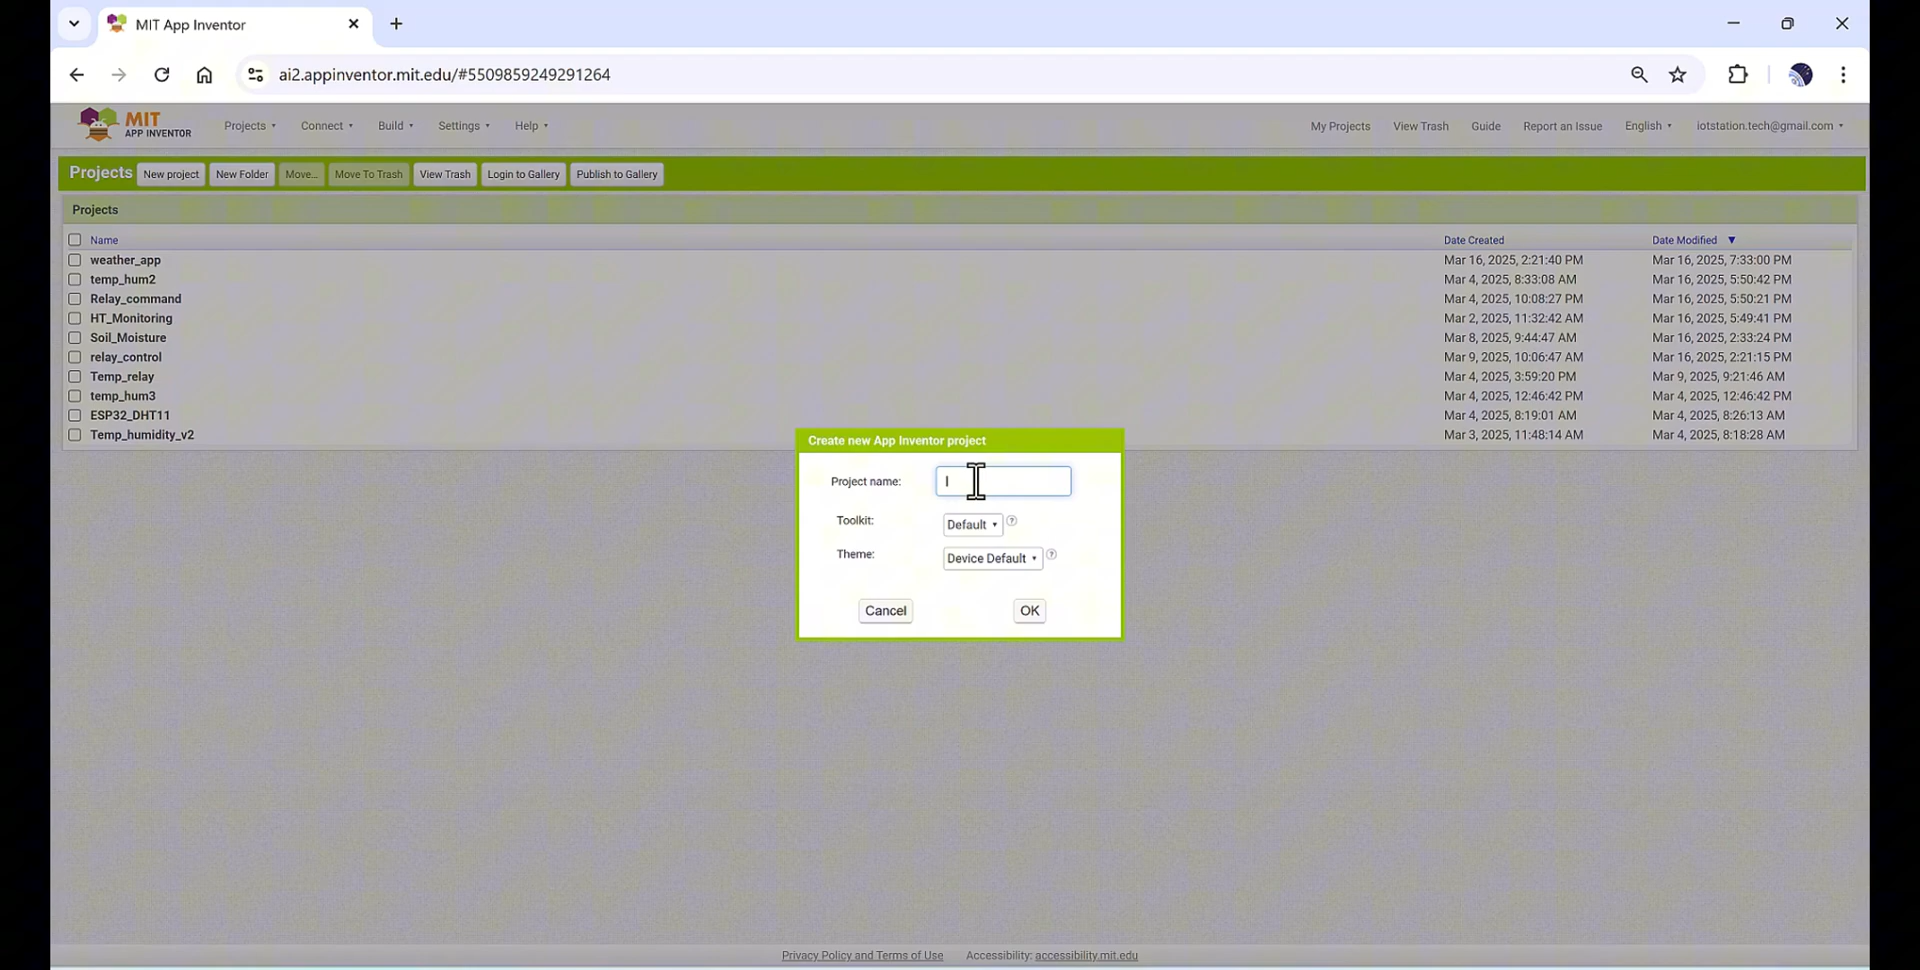 MIT App Inventor
ai2.appinventor.mit.edu/#5509859249291264
MIT
APP INVENTOR
Projects
Connect
Build
Settings
Help
My Projects
View Trash
Guide
Report an Issue
English
iotstation.tech@gmail.com
Projects
New project
New Folder
Move...
Move To Trash
View Trash
Login to Gallery
Publish to Gallery
Projects
Name Date Created Date Modified
weather_app Mar 16, 2025, 2:21:40 PM Mar 16, 2025, 7:33:00 PM
temp_hum2 Mar 4, 2025, 8:33:08 AM Mar 16, 2025, 5:50:42 PM
Relay_command Mar 4, 2025, 10:08:27 PM Mar 16, 2025, 5:50:21 PM
HT_Monitoring Mar 2, 2025, 11:32:42 AM Mar 16, 2025, 5:49:41 PM
Soil_Moisture Mar 8, 2025, 9:44:47 AM Mar 16, 2025, 2:33:24 PM
relay_control Mar 9, 2025, 10:06:47 AM Mar 16, 2025, 2:21:15 PM
Temp_relay Mar 4, 2025, 3:59:20 PM Mar 9, 2025, 9:21:46 AM
temp_hum3 Mar 4, 2025, 12:46:42 PM Mar 4, 2025, 12:46:42 PM
ESP32_DHT11 Mar 4, 2025, 8:19:01 AM Mar 4, 2025, 8:26:13 AM
Temp_humidity_v2 Mar 3, 2025, 11:48:14 AM Mar 4, 2025, 8:18:28 AM
Create new App Inventor project
Project name:
Toolkit: Default ?
Theme: Device Default ?
Cancel OK
Privacy Policy and Terms of Use Accessibility: accessibility.mit.edu